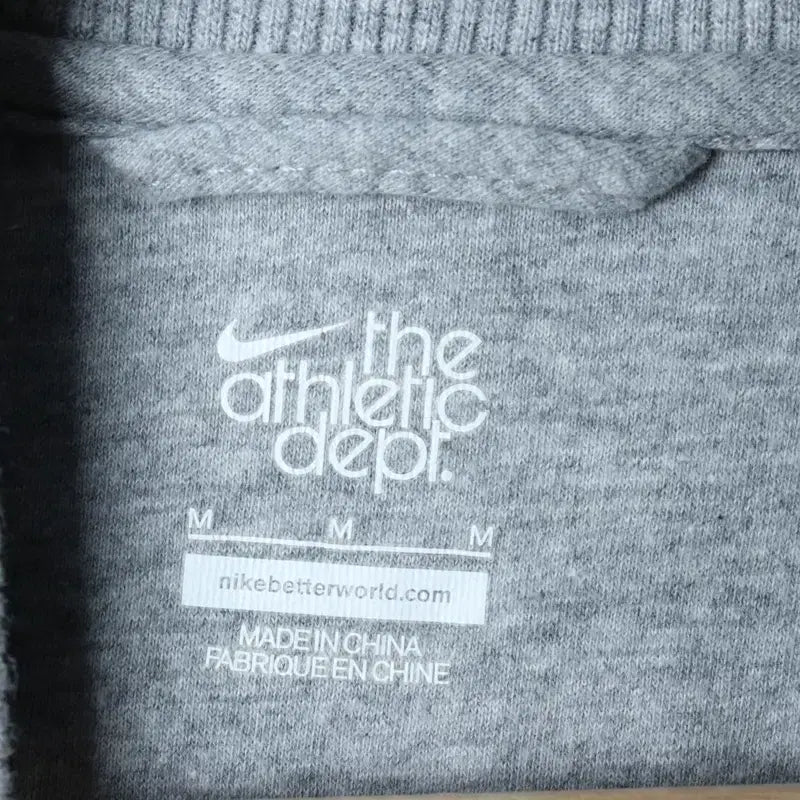 the
athletic
dept.
M M M
nikebetterworld.com
MADE IN CHINA
FABRIQUE EN CHINE